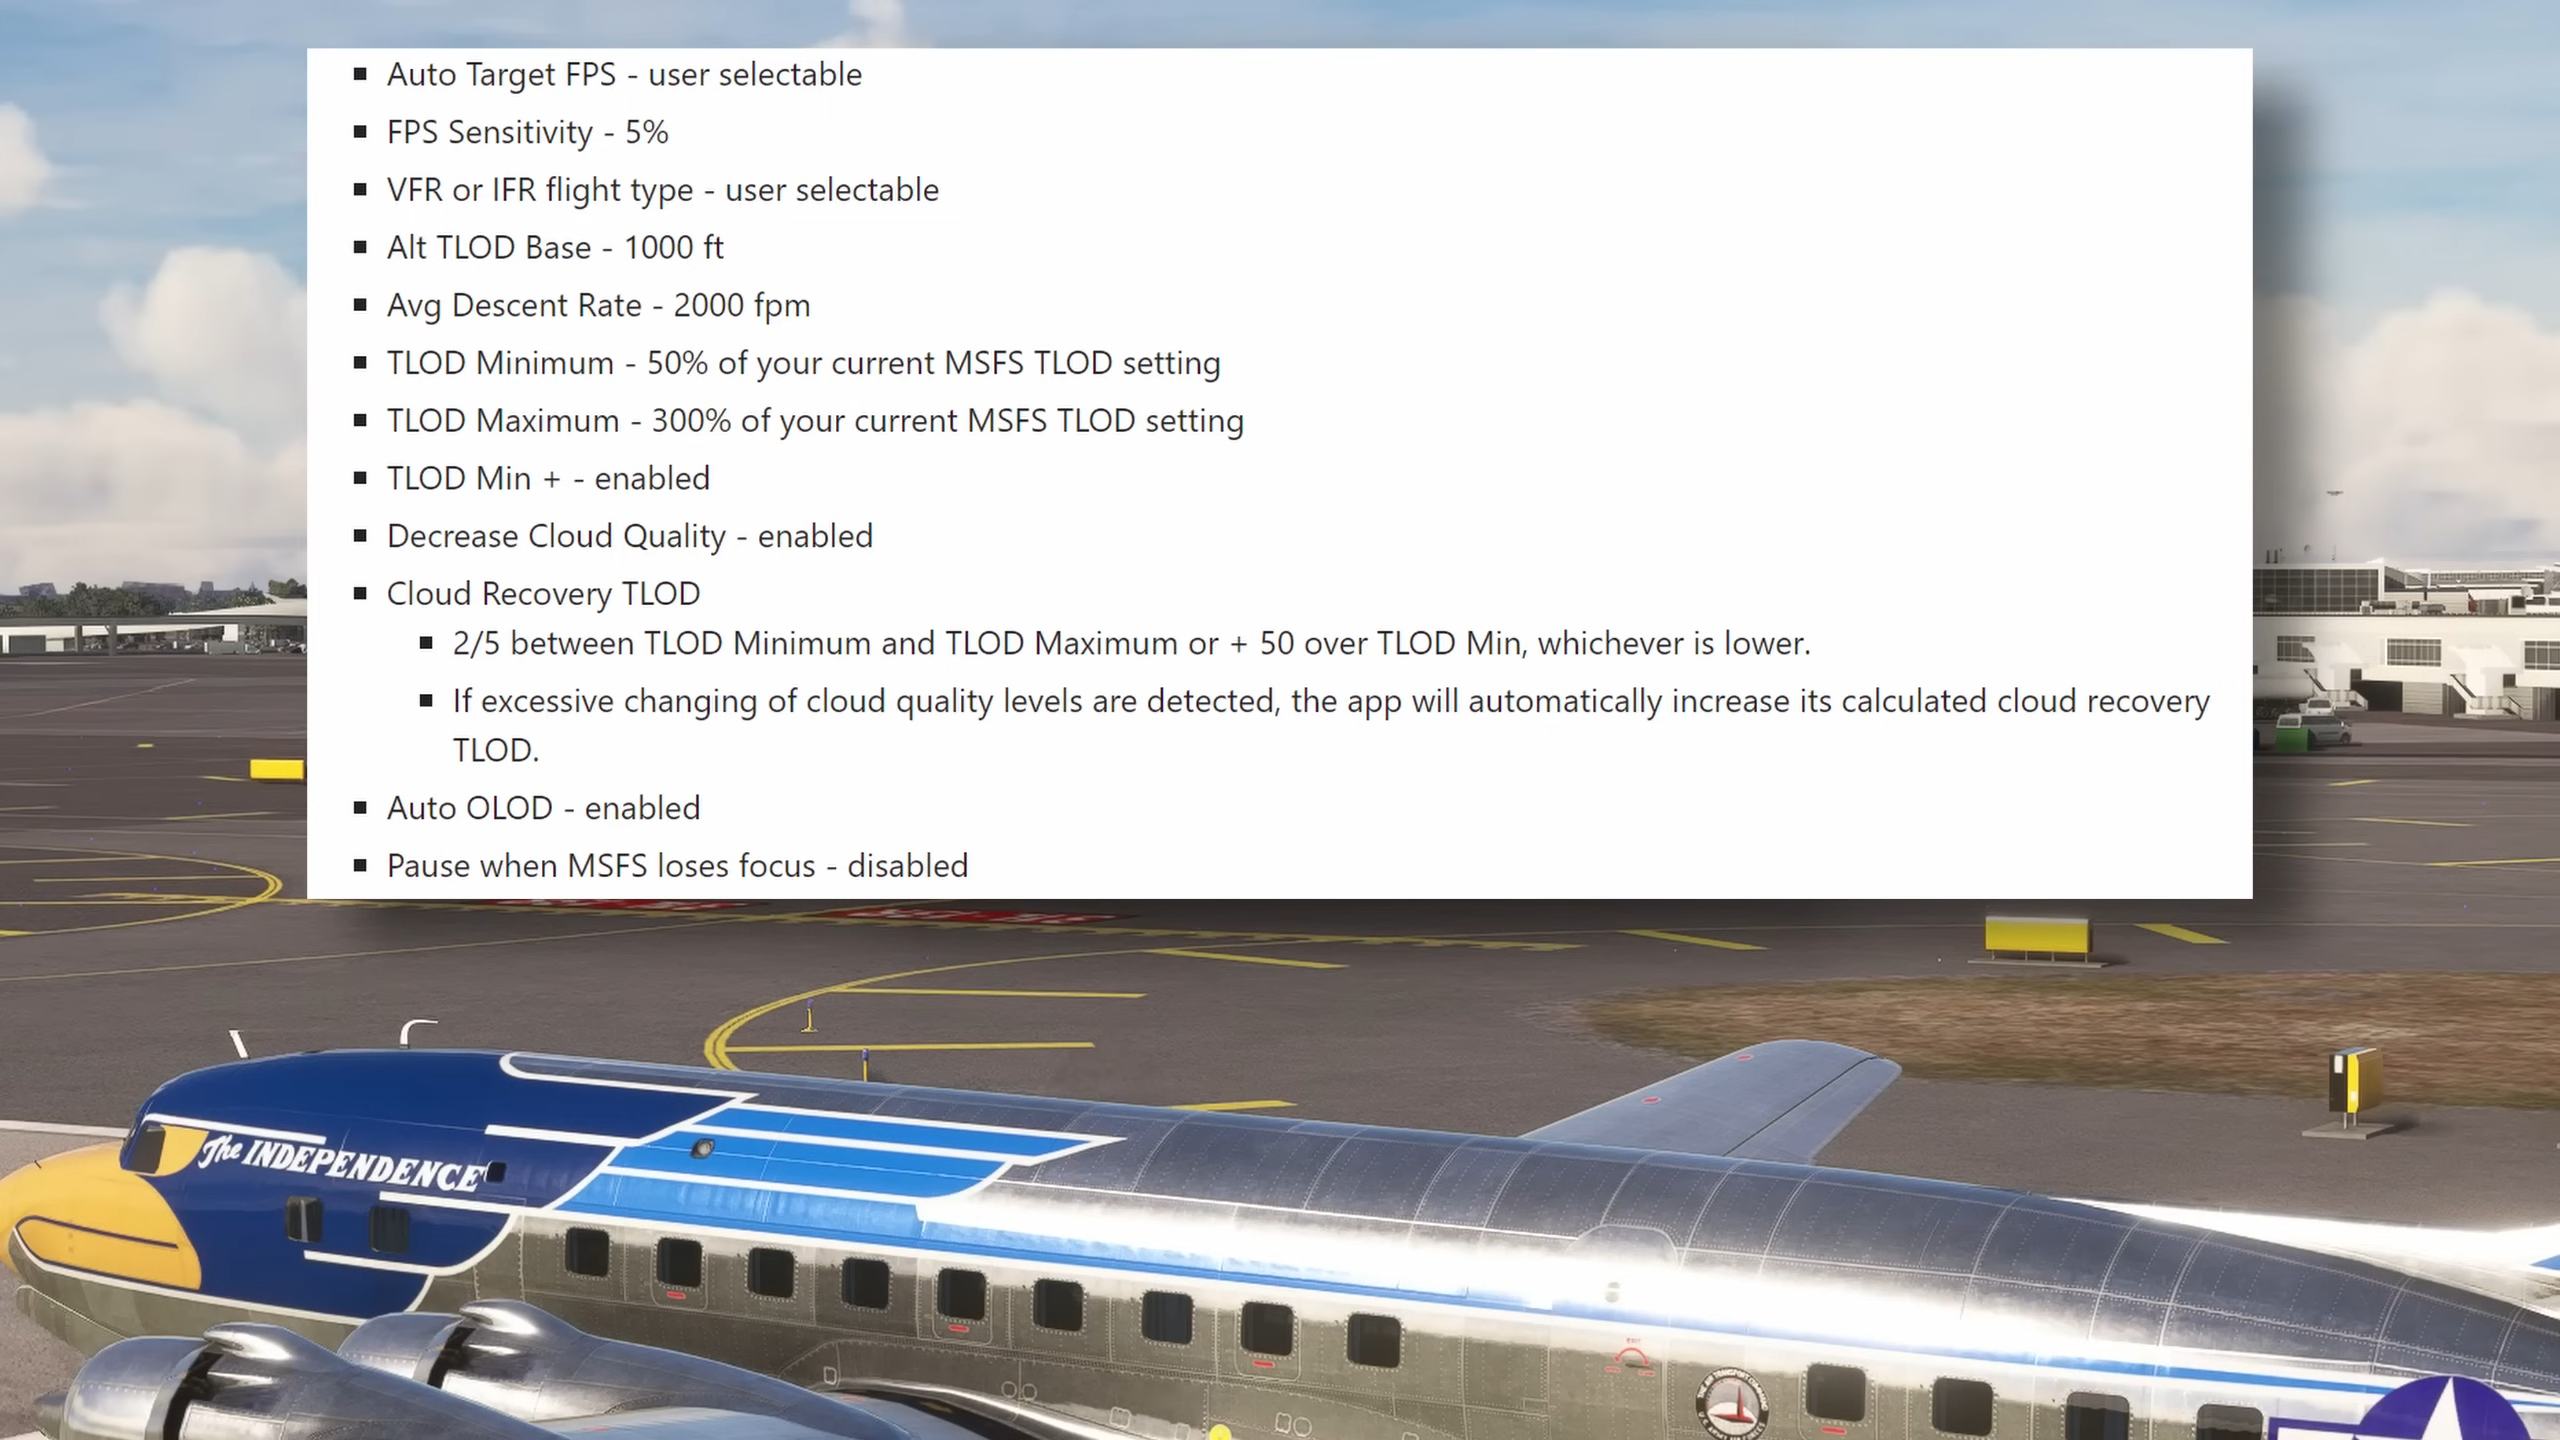 Auto Target FPS - user selectable
FPS Sensitivity - 5%
VFR or IFR flight type - user selectable
Alt TLOD Base - 1000 ft
Avg Descent Rate - 2000 fpm
TLOD Minimum - 50% of your current MSFS TLOD setting
TLOD Maximum - 300% of your current MSFS TLOD setting
TLOD Min + - enabled
Decrease Cloud Quality - enabled
Cloud Recovery TLOD
2/5 between TLOD Minimum and TLOD Maximum or + 50 over TLOD Min, whichever is lower.
If excessive changing of cloud quality levels are detected, the app will automatically increase its calculated cloud recovery
TLOD.
Auto OLOD - enabled
Pause when MSFS loses focus - disabled
The INDEPENDENCE